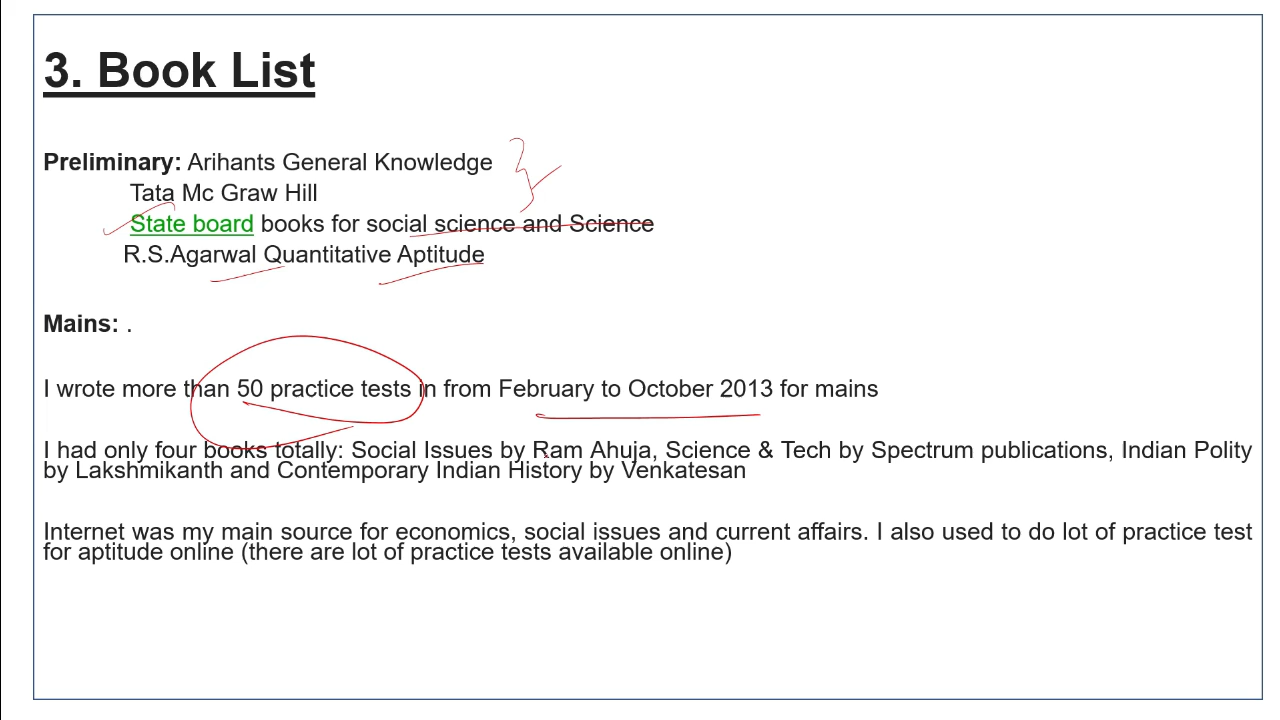 3. Book List
Preliminary: Arihants General Knowledge
Tata Mc Graw Hill
State board books for social science and Science
R.S.Agarwal Quantitative Aptitude
Mains: .
I wrote more than 50 practice tests in from February to October 2013 for mains
I had only four books totally: Social Issues by Ram Ahuja, Science & Tech by Spectrum publications, Indian Polity
by Lakshmikanth and Contemporary Indian History by Venkatesan
Internet was my main source for economics, social issues and current affairs. I also used to do lot of practice test
for aptitude online (there are lot of practice tests available online)